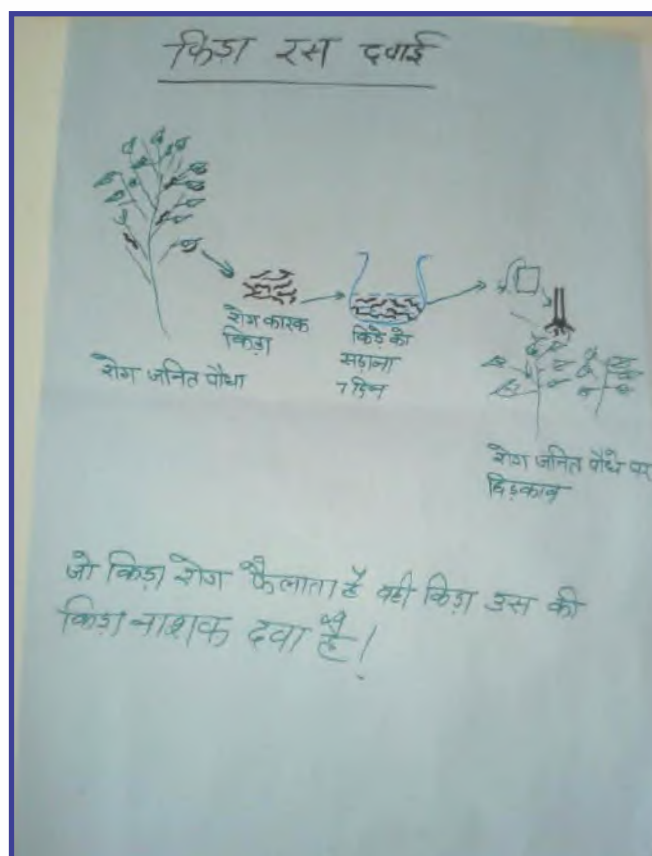 किड़ा रस दवाई
रोग जनित पौधा
रोग कारक
किड़ा
किड़े को
सड़ाना
7 दिन
रोग जनित पौधे पर
छिड़काव
जो किड़ा रोग फैलाता है वही किड़ा उस की
किड़ा नाशक दवा भी है!